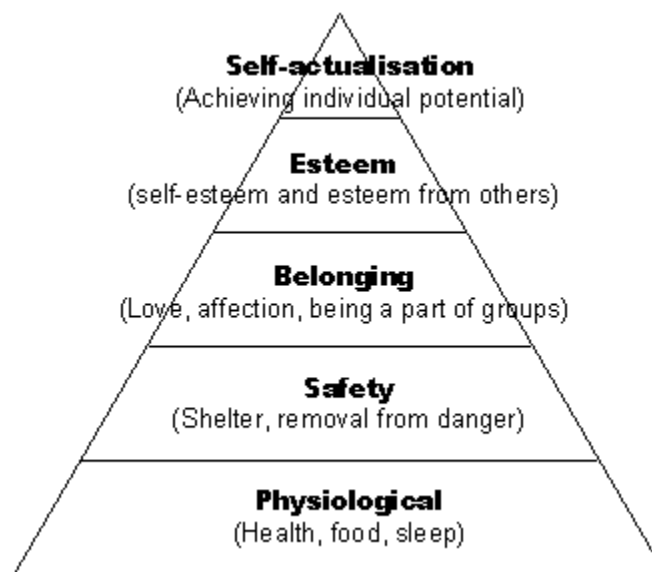 Self-actualisation
(Achieving individual potential)
Esteem
(self-esteem and esteem from others)
Belonging
(Love, affection, being a part of groups)
Safety
(Shelter, removal from danger)
Physiological
(Health, food, sleep)